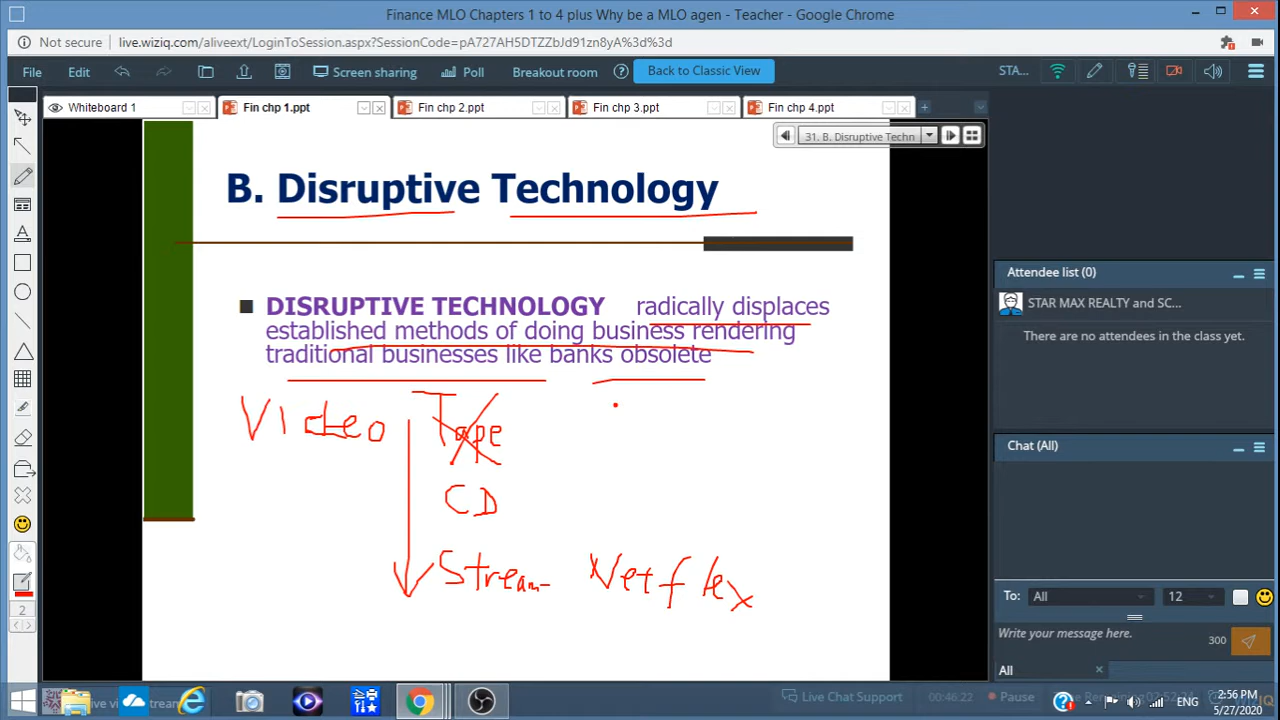 Finance MLO Chapters 1 to 4 plus Why be a MLO agen - Teacher - Google Chrome
Not secure | live.wiziq.com/aliveext/LoginToSession.aspx?SessionCode=pA727AH5DTZZbJd91zn8yA%3d%3d
File Edit Screen sharing Poll Breakout room ? Back to Classic View STA...
Whiteboard 1 Fin chp 1.ppt Fin chp 2.ppt Fin chp 3.ppt Fin chp 4.ppt
31. B. Disruptive Techn
B. Disruptive Technology
■ DISRUPTIVE TECHNOLOGY radically displaces
established methods of doing business rendering
traditional businesses like banks obsolete
Video Tape
CD
Stream Netflex
Attendee list (0)
STAR MAX REALTY and SC...
There are no attendees in the class yet.
Chat (All)
To: All 12
Write your message here. 300
All
2
Live Chat Support 00:46:22 Pause
ENG
2:56 PM
5/27/2020